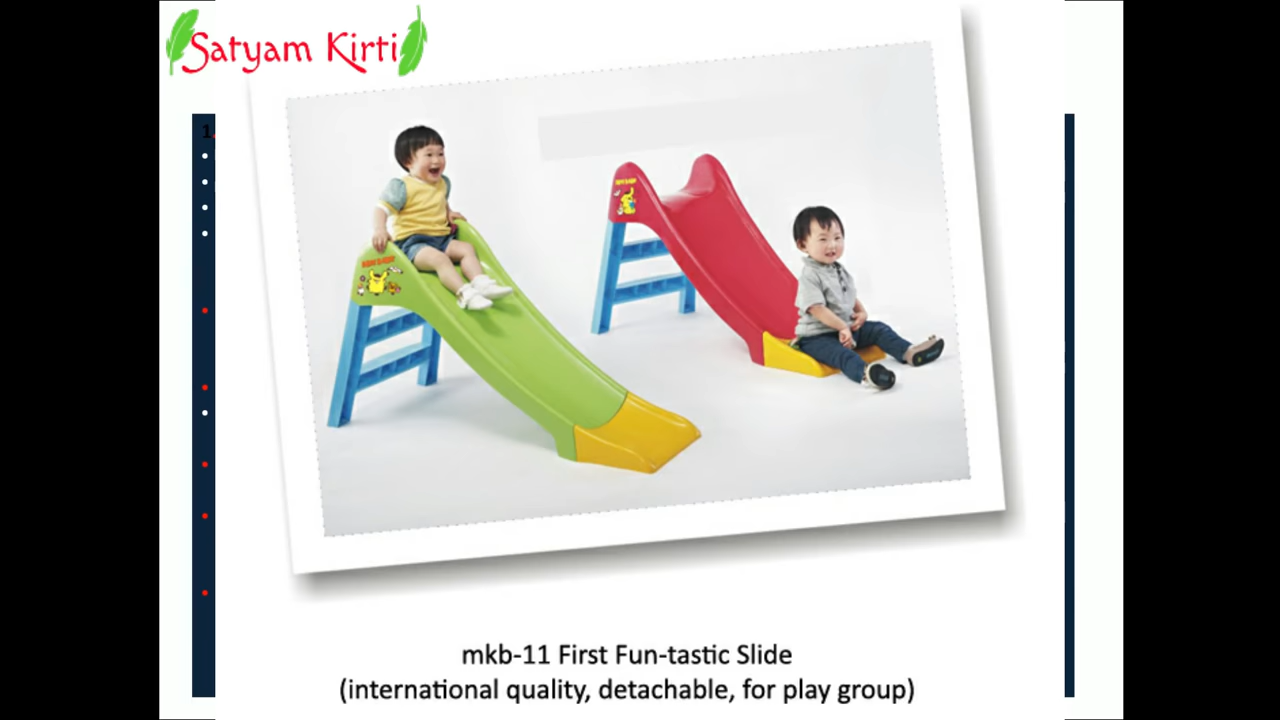 Satyam Kirti
mkb-11 First Fun-tastic Slide
(international quality, detachable, for play group)